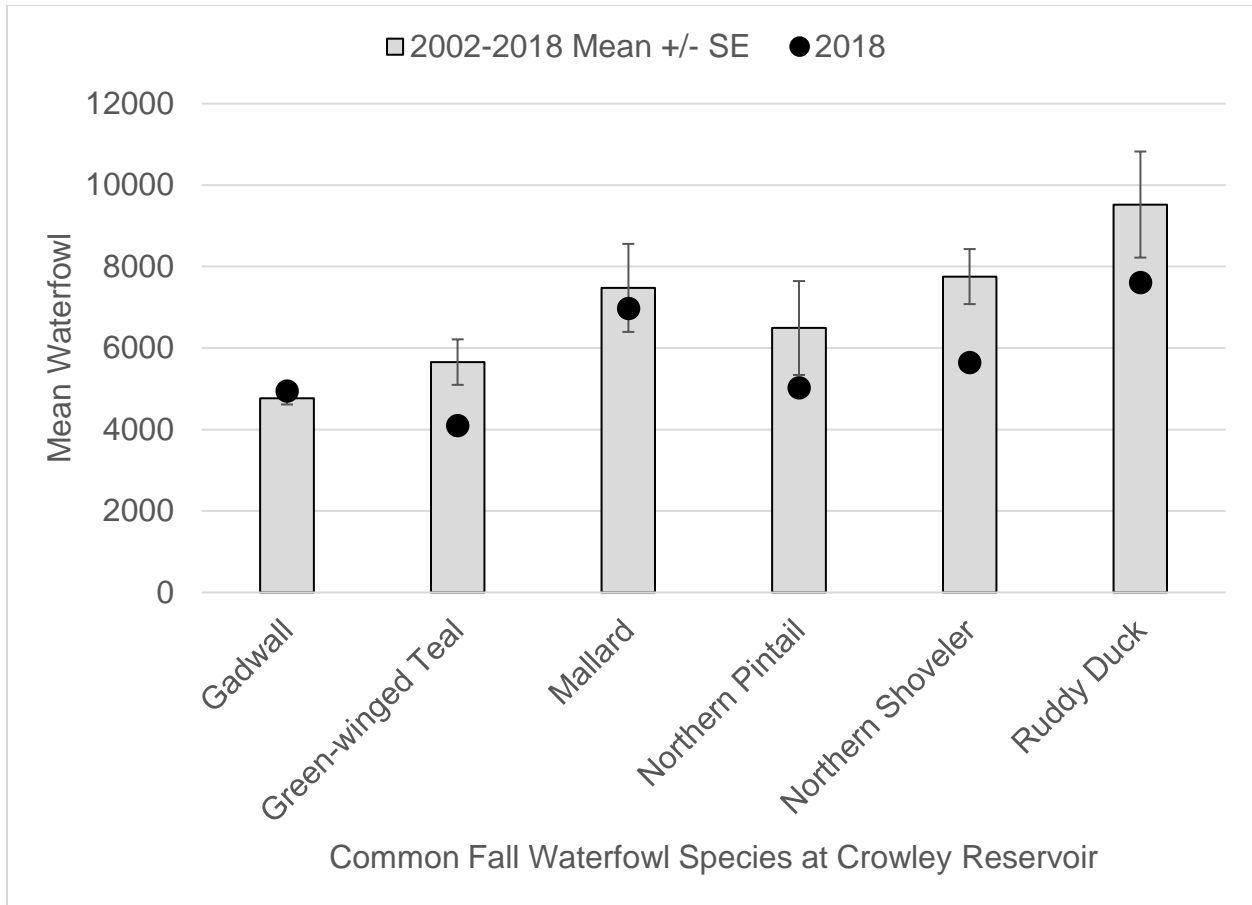 2002-2018 Mean +/- SE 2018
12000
10000
8000
6000
4000
2000
0
Mean Waterfowl
Gadwall
Green-winged Teal
Mallard
Northern Pintail
Northern Shoveler
Ruddy Duck
Common Fall Waterfowl Species at Crowley Reservoir